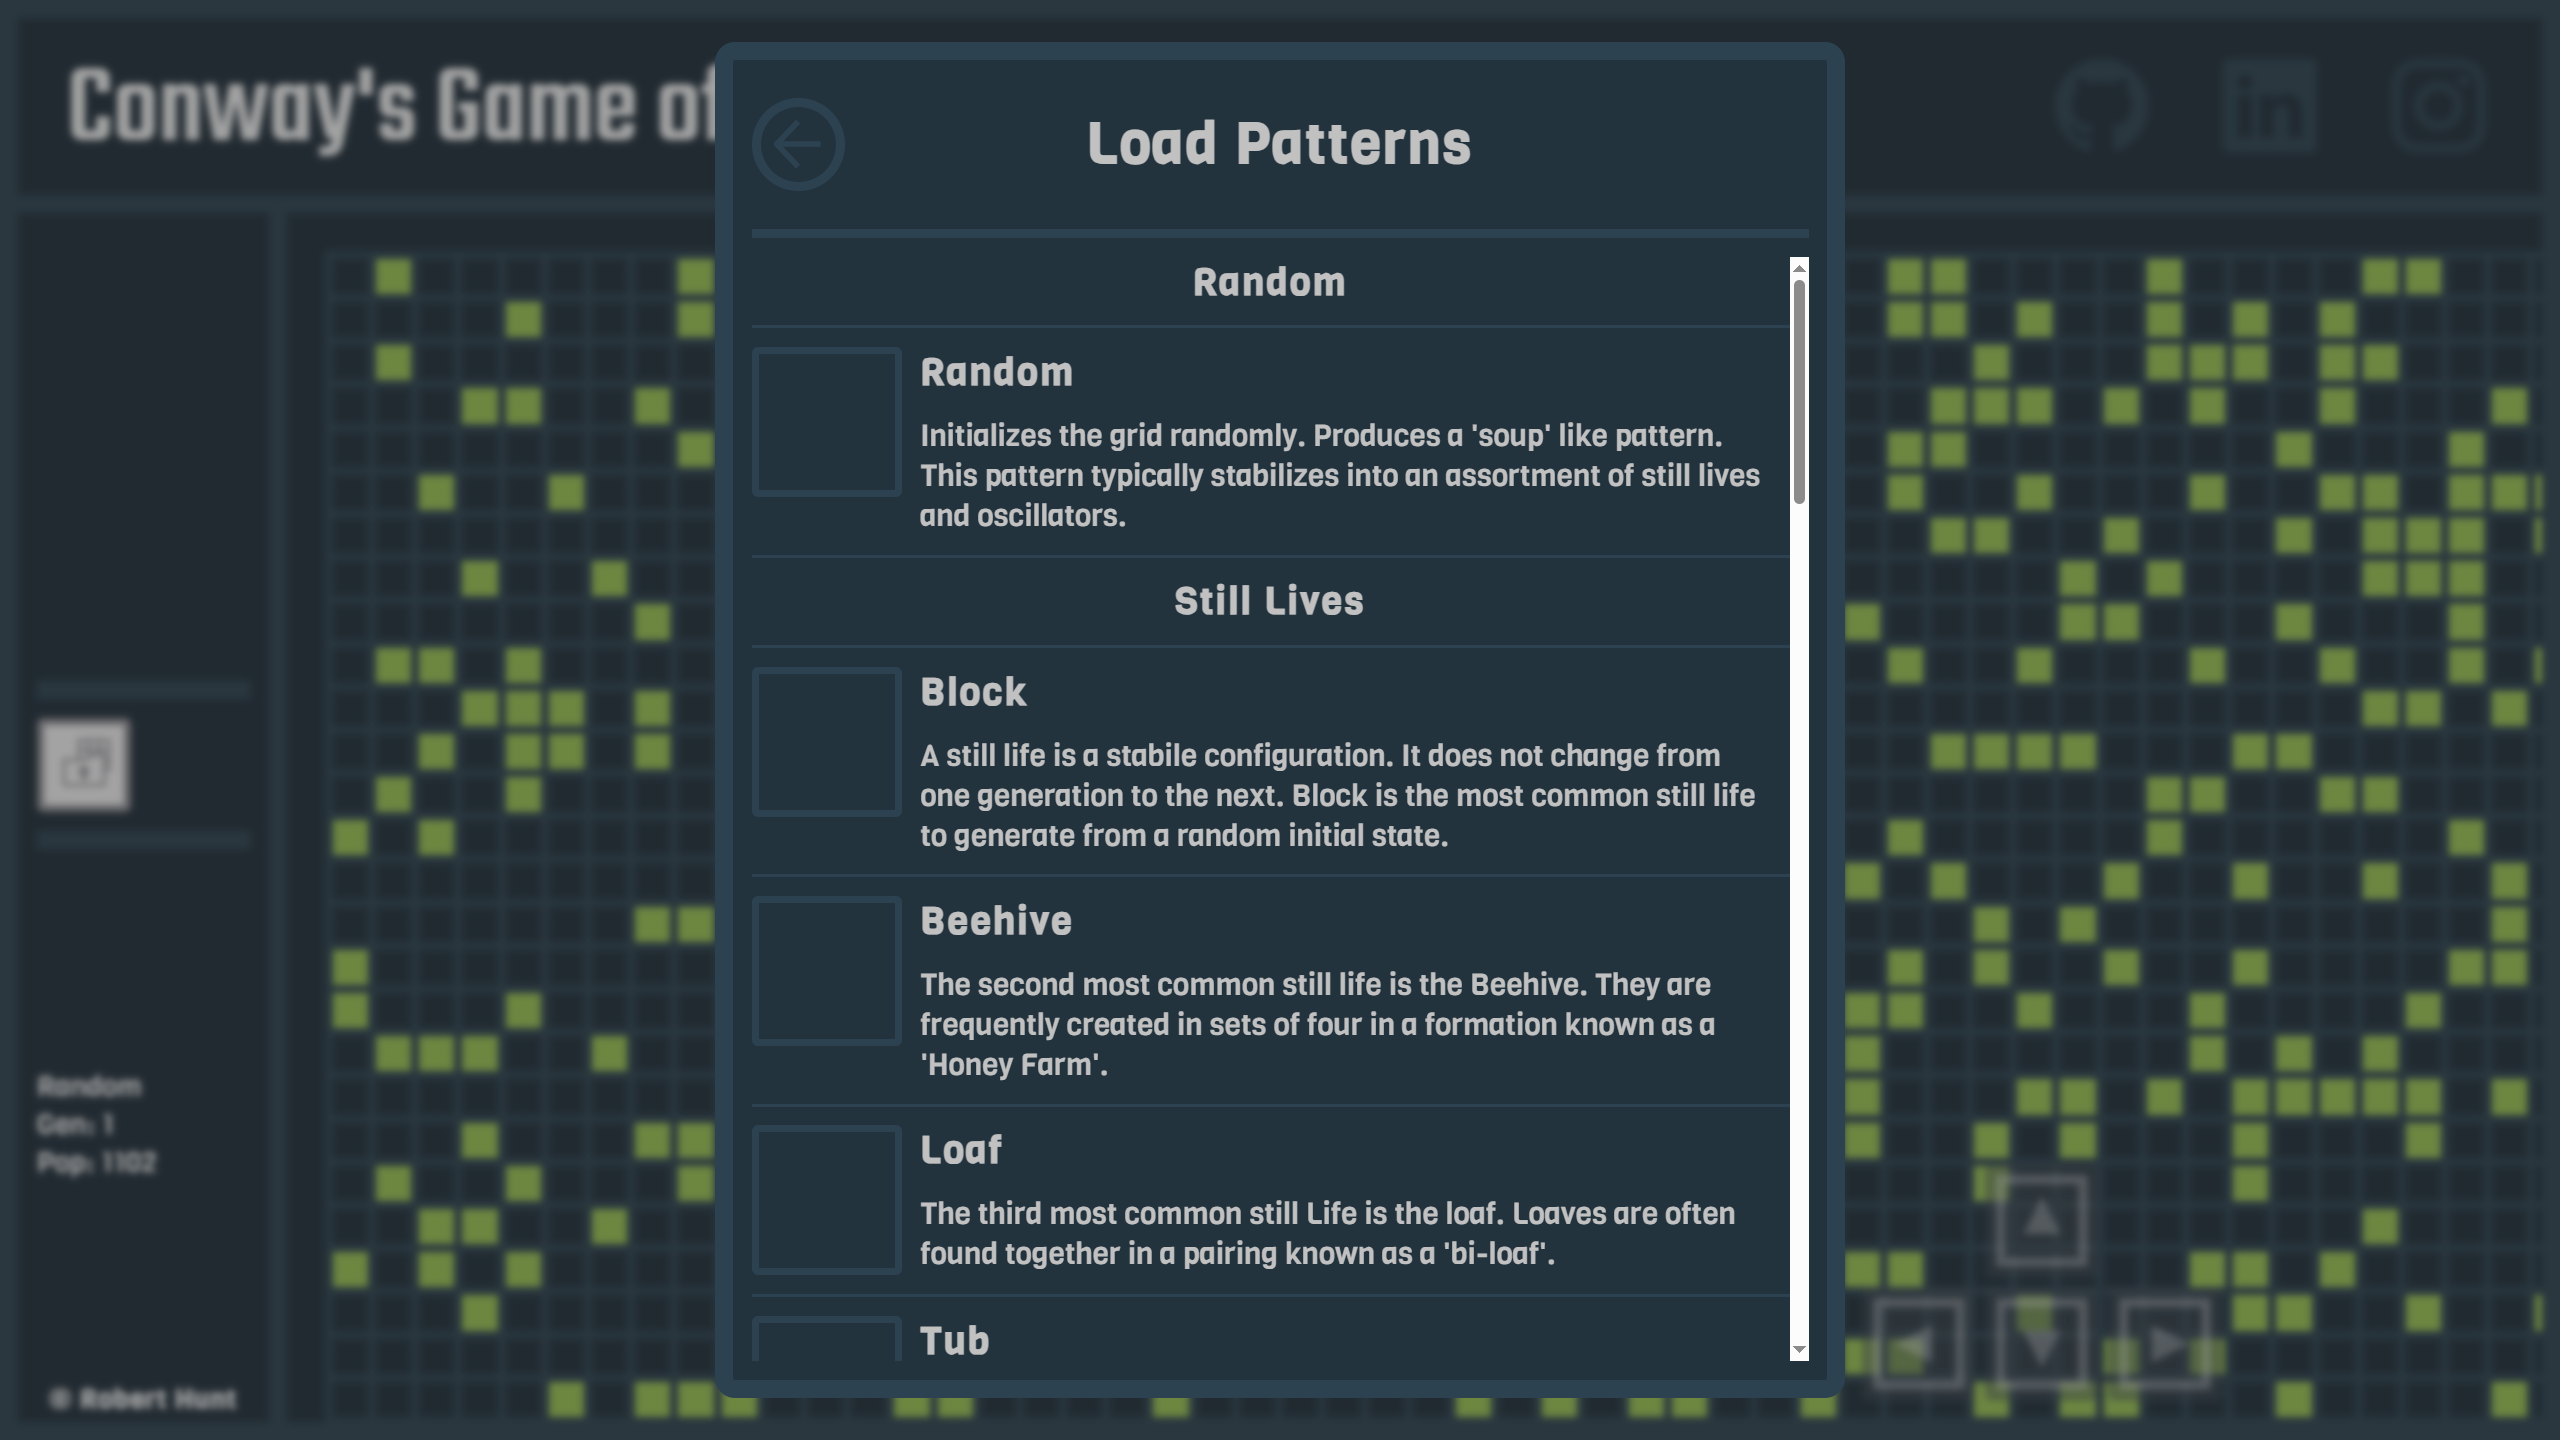 Conway's Game of
Load Patterns
Random
Random
Initializes the grid randomly. Produces a 'soup' like pattern.
This pattern typically stabilizes into an assortment of still lives
and oscillators.
Still Lives
Block
A still life is a stabile configuration. It does not change from
one generation to the next. Block is the most common still life
to generate from a random initial state.
Beehive
The second most common still life is the Beehive. They are
frequently created in sets of four in a formation known as a
'Honey Farm'.
Loaf
The third most common still Life is the loaf. Loaves are often
found together in a pairing known as a 'bi-loaf'.
Tub
Random
Gen: 1
Pop: 1102
© Robert Hunt